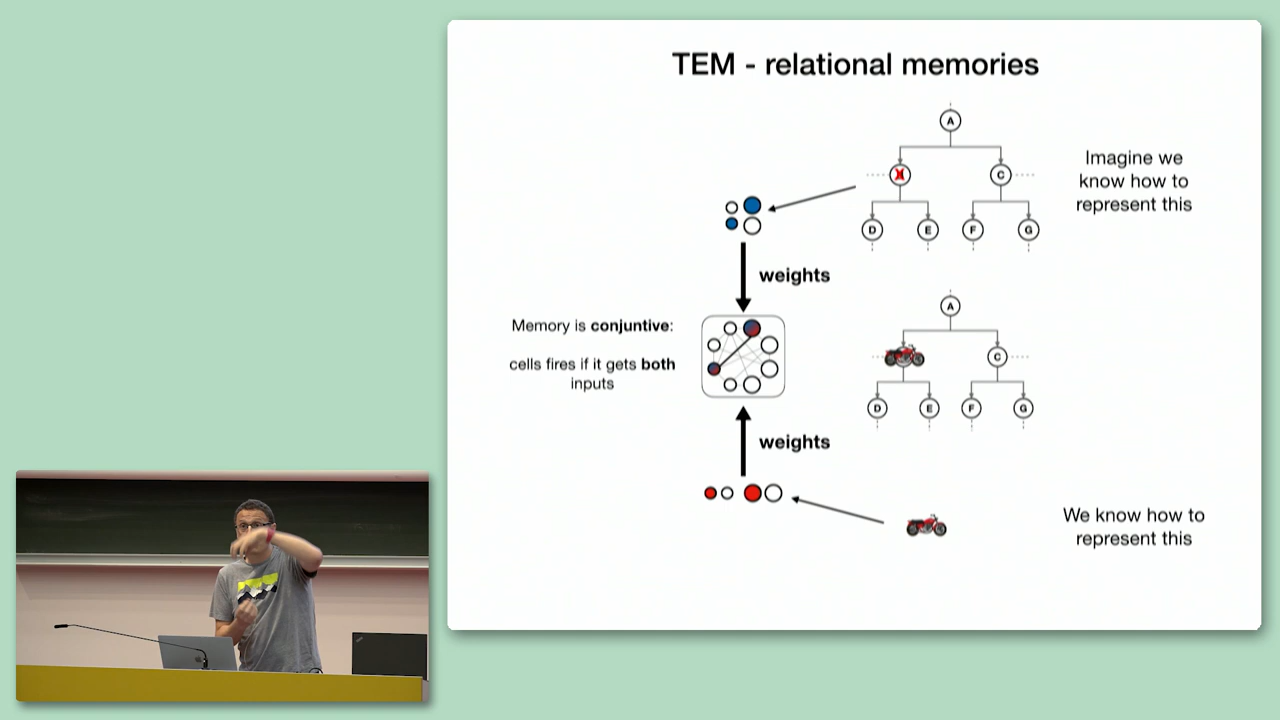 TEM - relational memories
A
X
C
D
E
F
G
Imagine we
know how to
represent this
weights
Memory is conjuntive:
cells fires if it gets both
inputs
A
C
D
E
F
G
weights
We know how to
represent this